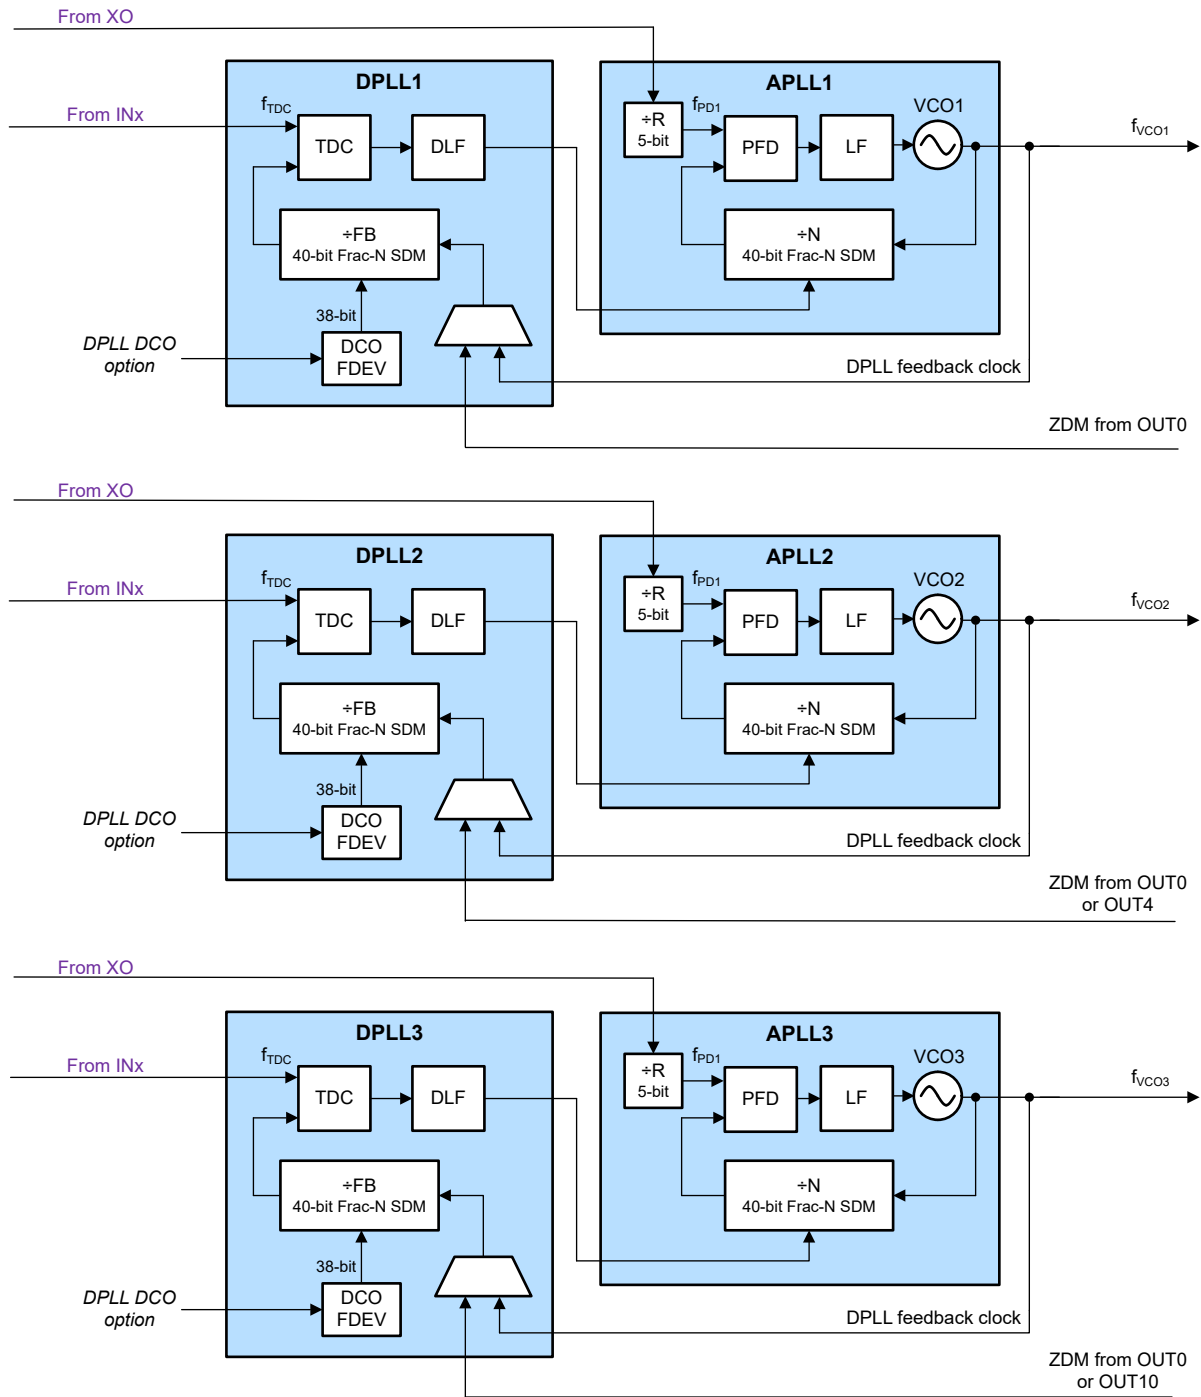 From XO
DPLL1
APLL1
From INx
fTDC
TDC
DLF
÷R
5-bit
fPD1
PFD
LF
VCO1
fVCO1
÷FB
40-bit Frac-N SDM
÷N
40-bit Frac-N SDM
38-bit
DPLL DCO
option
DCO
FDEV
DPLL feedback clock
ZDM from OUT0
From XO
DPLL2
APLL2
From INx
fTDC
TDC
DLF
÷R
5-bit
fPD1
PFD
LF
VCO2
fVCO2
÷FB
40-bit Frac-N SDM
÷N
40-bit Frac-N SDM
38-bit
DPLL DCO
option
DCO
FDEV
DPLL feedback clock
ZDM from OUT0
or OUT4
From XO
DPLL3
APLL3
From INx
fTDC
TDC
DLF
÷R
5-bit
fPD1
PFD
LF
VCO3
fVCO3
÷FB
40-bit Frac-N SDM
÷N
40-bit Frac-N SDM
38-bit
DPLL DCO
option
DCO
FDEV
DPLL feedback clock
ZDM from OUT0
or OUT10